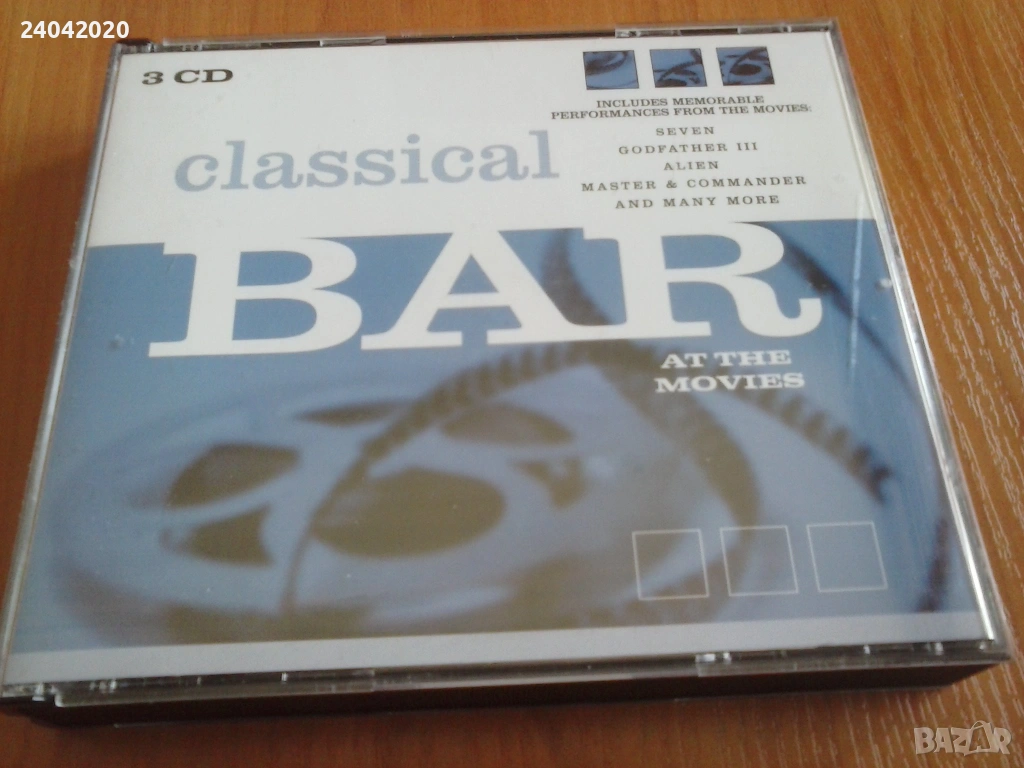 24042020
3 CD
INCLUDES MEMORABLE
PERFORMANCES FROM THE MOVIES:
SEVEN
GODFATHER III
ALIEN
MASTER & COMMANDER
AND MANY MORE
classical
BAR
AT THE
MOVIES
BAZAR